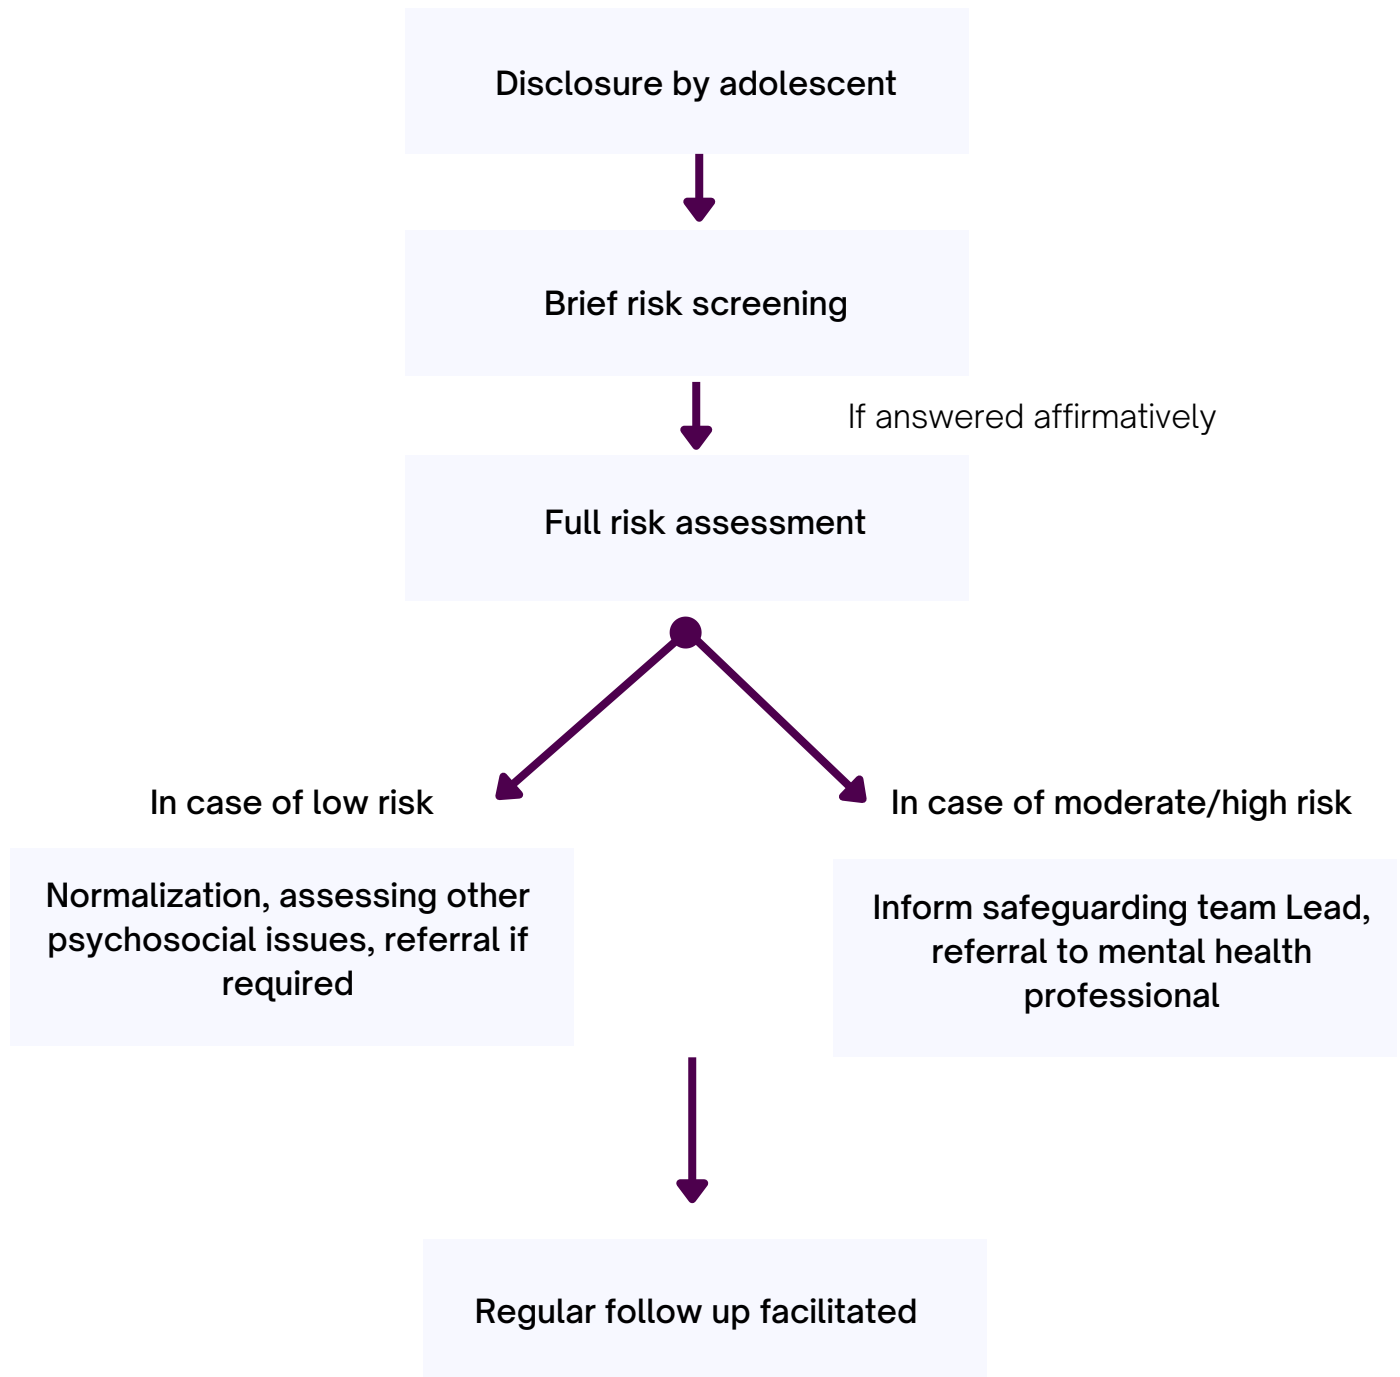 Disclosure by adolescent
Brief risk screening
If answered affirmatively
Full risk assessment
In case of low risk
In case of moderate/high risk
Normalization, assessing other
psychosocial issues, referral if
required
Inform safeguarding team Lead,
referral to mental health
professional
Regular follow up facilitated